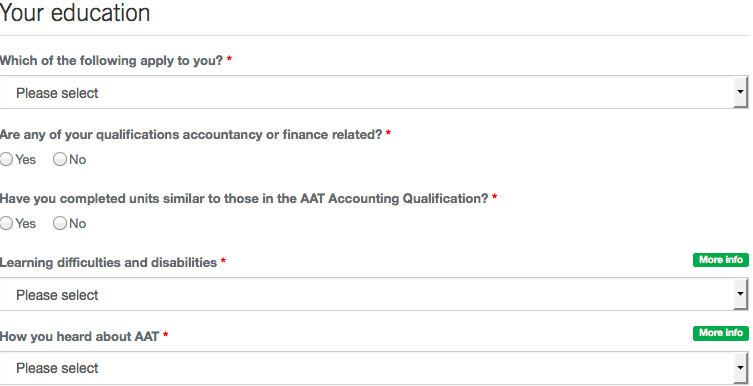 Your education
Which of the following apply to you? *
Please select
Are any of your qualifications accountancy or finance related? *
Yes No
Have you completed units similar to those in the AAT Accounting Qualification? *
Yes No
Learning difficulties and disabilities * More info
Please select
How you heard about AAT * More info
Please select